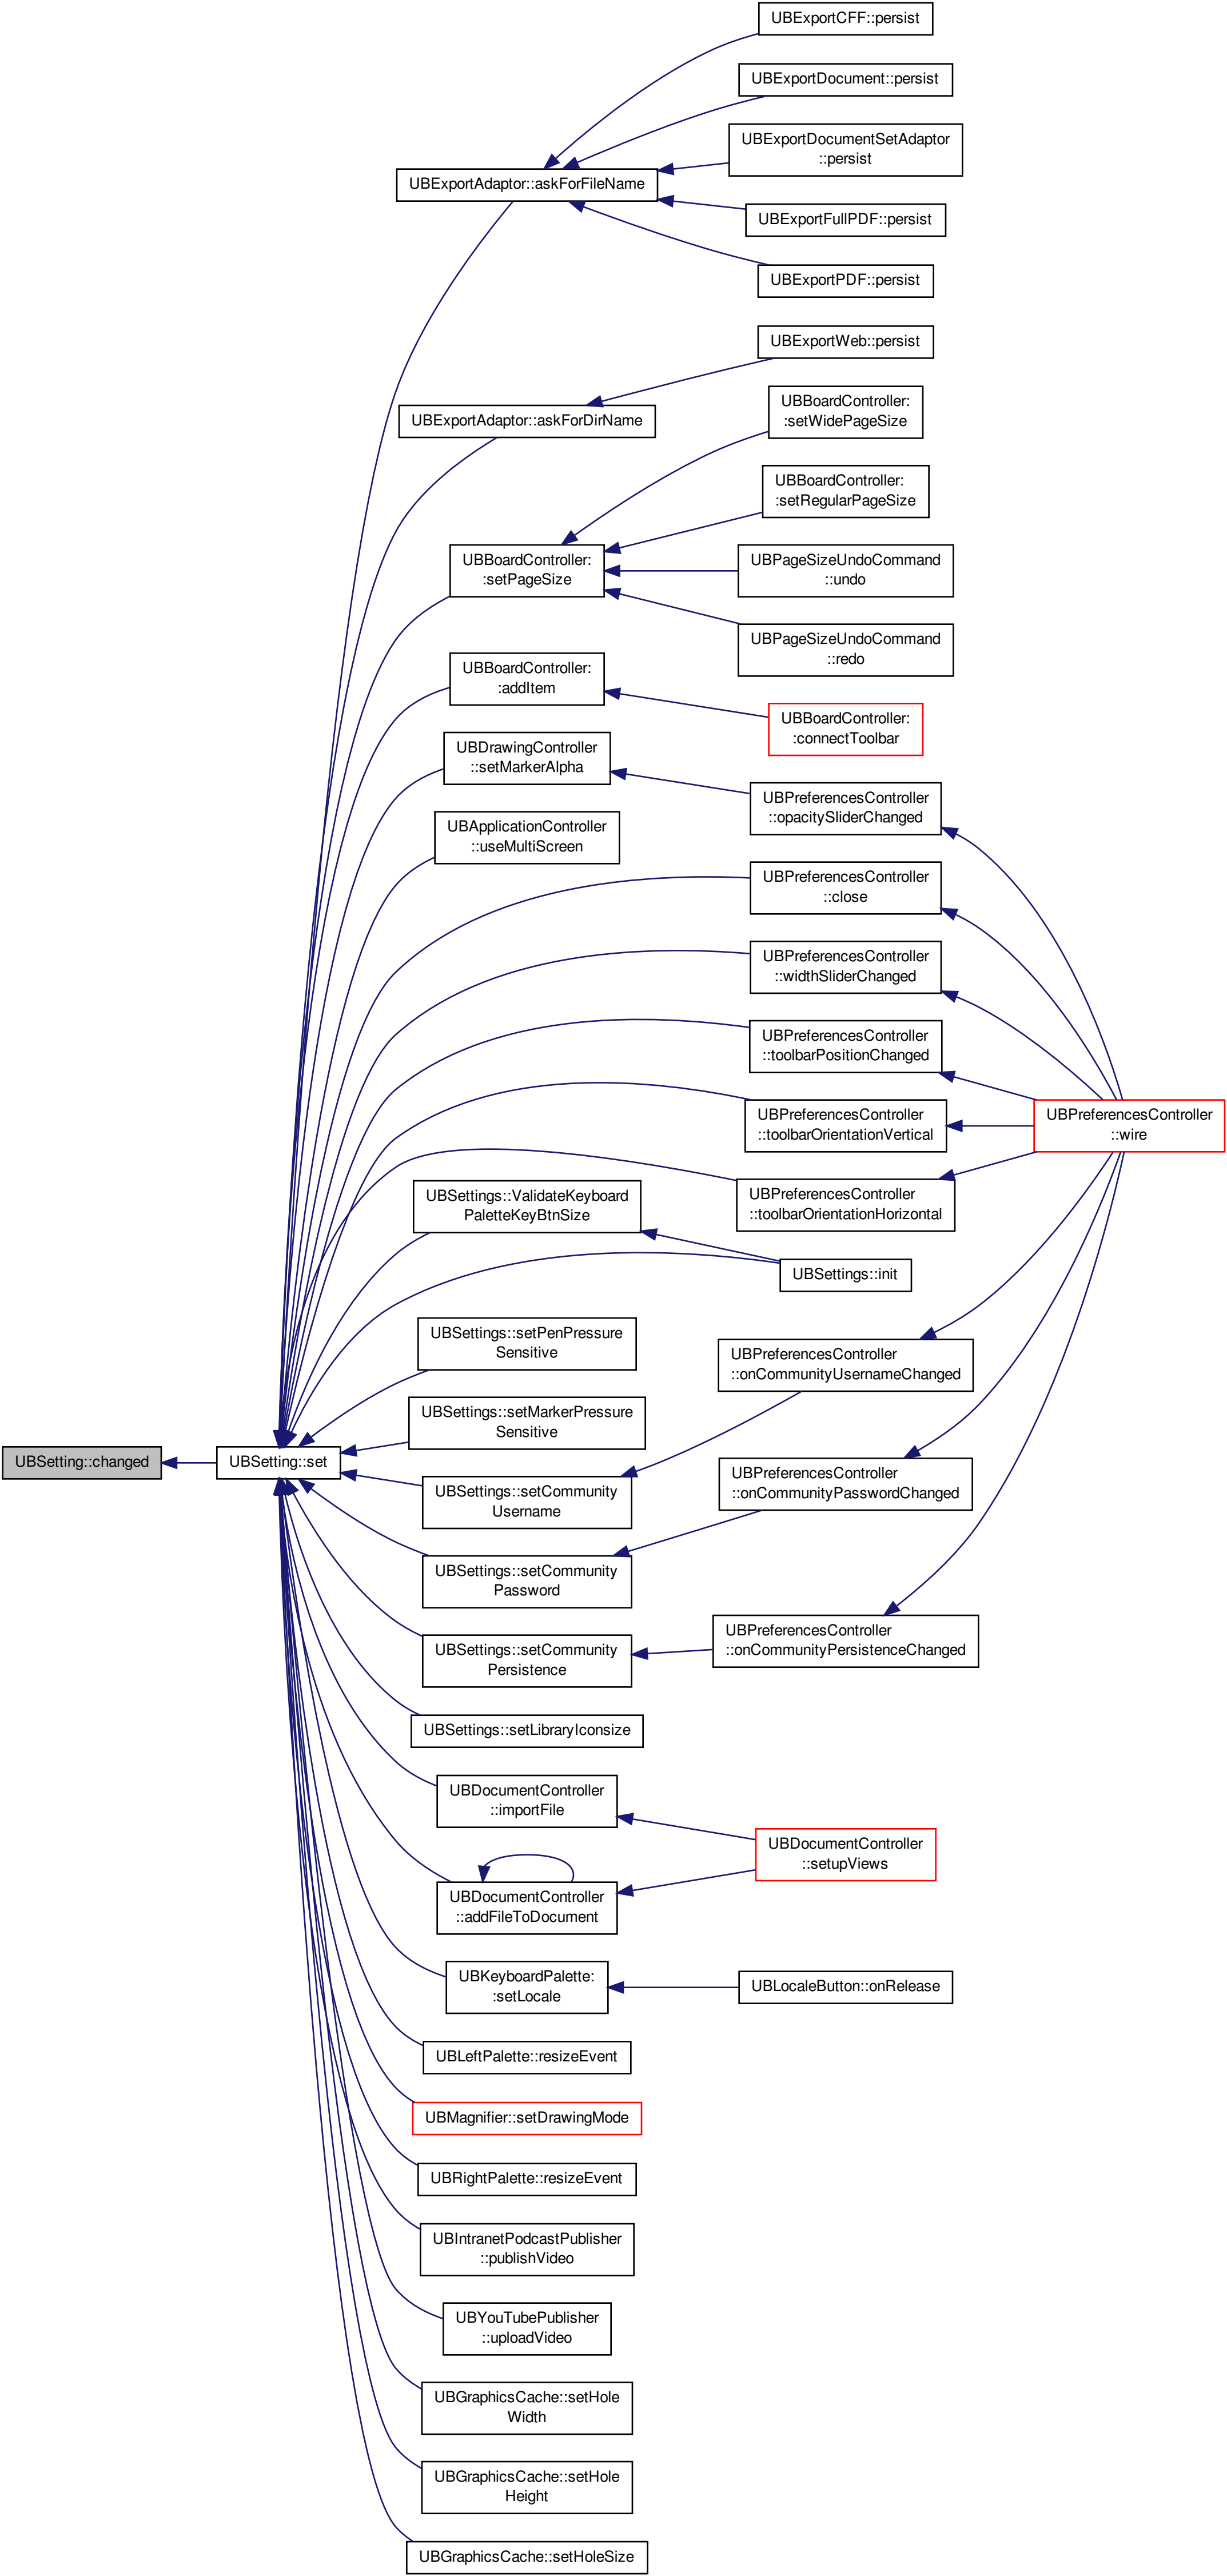 UBExportCFF::persist
UBExportDocument::persist
UBExportDocumentSetAdaptor
::persist
UBExportAdaptor::askForFileName
UBExportFullPDF::persist
UBExportPDF::persist
UBExportWeb::persist
UBExportAdaptor::askForDirName
UBBoardController:
:setWidePageSize
UBBoardController:
:setRegularPageSize
UBBoardController:
:setPageSize
UBPageSizeUndoCommand
::undo
UBPageSizeUndoCommand
::redo
UBBoardController:
:addItem
UBBoardController:
:connectToolbar
UBDrawingController
::setMarkerAlpha
UBPreferencesController
::opacitySliderChanged
UBApplicationController
::useMultiScreen
UBPreferencesController
::close
UBPreferencesController
::widthSliderChanged
UBPreferencesController
::toolbarPositionChanged
UBPreferencesController
::toolbarOrientationVertical
UBPreferencesController
::wire
UBPreferencesController
::toolbarOrientationHorizontal
UBSettings::ValidateKeyboard
PaletteKeyBtnSize
UBSettings::init
UBSettings::setPenPressure
Sensitive
UBPreferencesController
::onCommunityUsernameChanged
UBSettings::setMarkerPressure
Sensitive
UBSetting::changed
UBSetting::set
UBSettings::setCommunity
Username
UBPreferencesController
::onCommunityPasswordChanged
UBSettings::setCommunity
Password
UBPreferencesController
::onCommunityPersistenceChanged
UBSettings::setCommunity
Persistence
UBSettings::setLibraryIconsize
UBDocumentController
::importFile
UBDocumentController
::setupViews
UBDocumentController
::addFileToDocument
UBKeyboardPalette:
:setLocale
UBLocaleButton::onRelease
UBLeftPalette::resizeEvent
UBMagnifier::setDrawingMode
UBRightPalette::resizeEvent
UBIntranetPodcastPublisher
::publishVideo
UBYouTubePublisher
::uploadVideo
UBGraphicsCache::setHole
Width
UBGraphicsCache::setHole
Height
UBGraphicsCache::setHoleSize